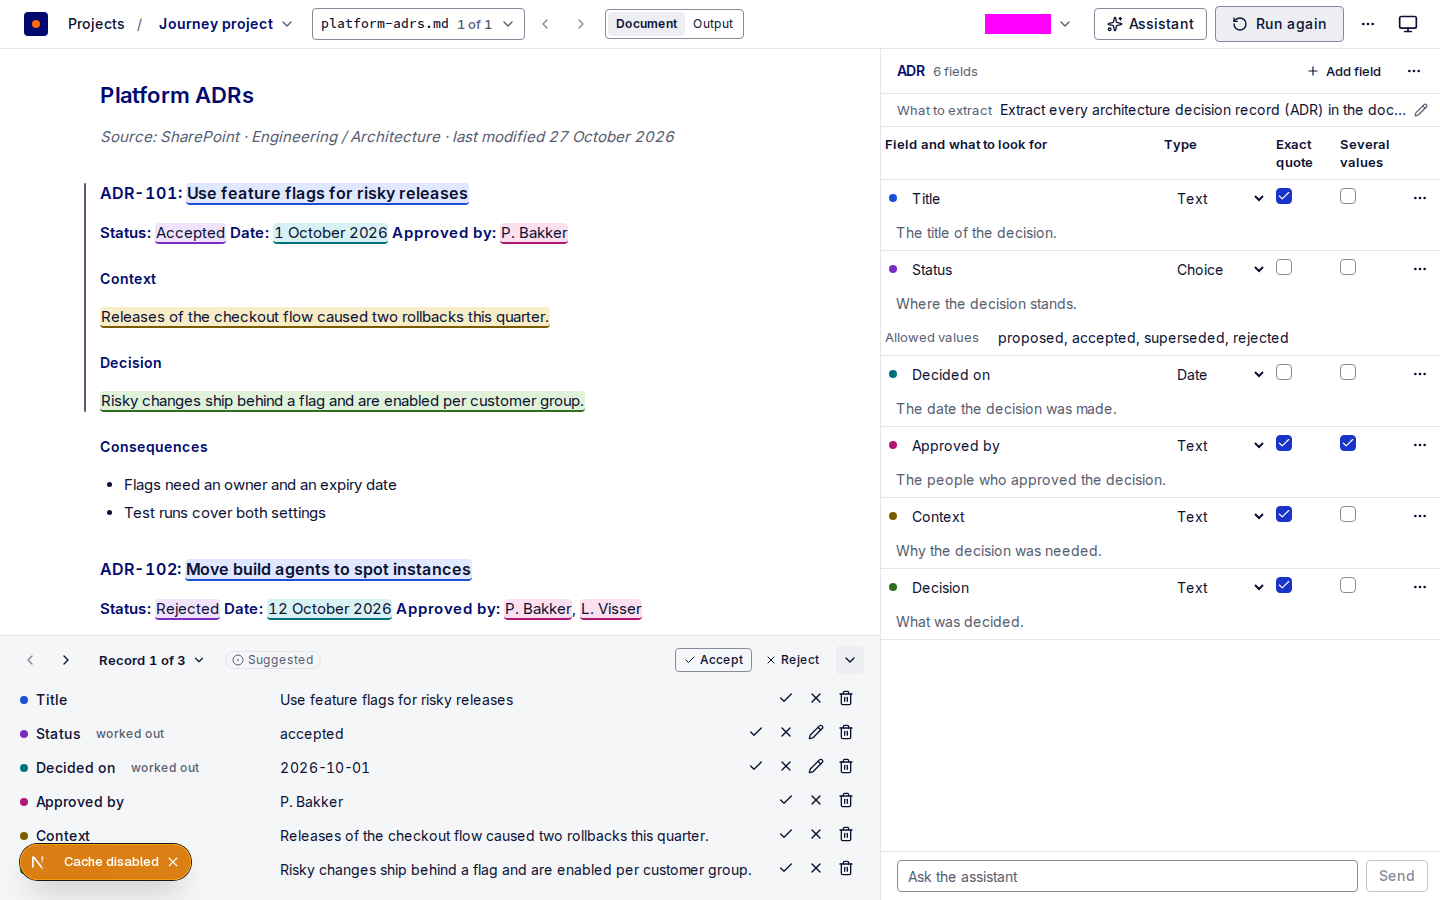 Projects / Journey project platform-adrs.md 1 of 1 Document Output Assistant Run again
Platform ADRs
Source: SharePoint · Engineering / Architecture · last modified 27 October 2026
ADR-101: Use feature flags for risky releases
Status: Accepted Date: 1 October 2026 Approved by: P. Bakker
Context
Releases of the checkout flow caused two rollbacks this quarter.
Decision
Risky changes ship behind a flag and are enabled per customer group.
Consequences
• Flags need an owner and an expiry date
• Test runs cover both settings
ADR-102: Move build agents to spot instances
Status: Rejected Date: 12 October 2026 Approved by: P. Bakker, L. Visser
Record 1 of 3 Suggested Accept Reject
Title Use feature flags for risky releases
Status worked out accepted
Decided on worked out 2026-10-01
Approved by P. Bakker
Context Releases of the checkout flow caused two rollbacks this quarter.
Risky changes ship behind a flag and are enabled per customer group.
Cache disabled
ADR 6 fields Add field
What to extract Extract every architecture decision record (ADR) in the doc...
Field and what to look for Type Exact quote Several values
Title Text
The title of the decision.
Status Choice
Where the decision stands.
Allowed values proposed, accepted, superseded, rejected
Decided on Date
The date the decision was made.
Approved by Text
The people who approved the decision.
Context Text
Why the decision was needed.
Decision Text
What was decided.
Ask the assistant Send